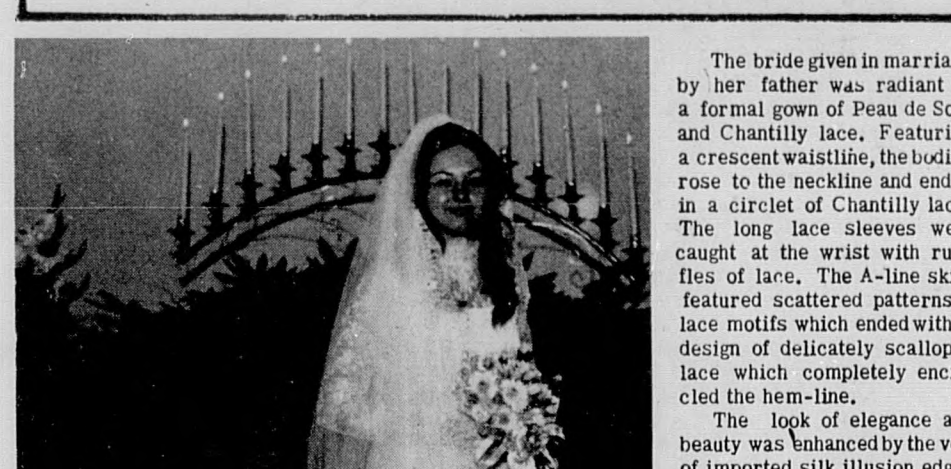 The bride given in marria
by her father was radiant
a formal gown of Peau de So
and Chantilly lace. Featuri
a crescent waistline, the bodi
rose to the neckline and end
in a circlet of Chantilly lac
The long lace sleeves we
caught at the wrist with ru
fles of lace. The A-line ski
featured scattered patterns
lace motifs which ended with
design of delicately scallop
lace which completely enc
cled the hem-line.
The look of elegance a
beauty was enhanced by the v
of imported silk illusion edg